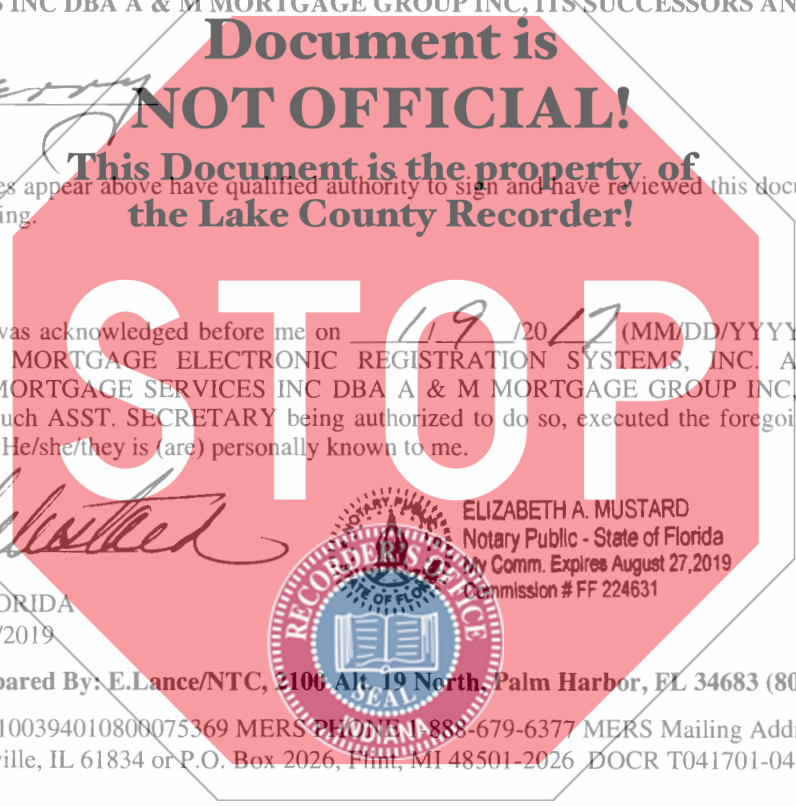 S INC DBA A & M MORTGAGE GROUP INC, ITS SUCCESSORS AN
Document is
NOT OFFICIAL!
This Document is the property of
es appear above have qualified authority to sign and have reviewed this docu
the Lake County Recorder!
ing.
STOP
was acknowledged before me on 1/9/2017 (MM/DD/YYYY
MORTGAGE ELECTRONIC REGISTRATION SYSTEMS, INC. A
MORTGAGE SERVICES INC DBA A & M MORTGAGE GROUP INC,
uch ASST. SECRETARY being authorized to do so, executed the foregoi
He/she/they is (are) personally known to me.
NOTARY PUBLIC
STATE OF FLORIDA
ELIZABETH A. MUSTARD
Notary Public - State of Florida
My Comm. Expires August 27, 2019
Commission # FF 224631
RECORDER'S OFFICE
SEAL
INDIANA
ORIDA
/2019
pared By: E.Lance/NTC, 2100 Alt. 19 North, Palm Harbor, FL 34683 (80
100394010800075369 MERS PHONE 1-888-679-6377 MERS Mailing Addr
ville, IL 61834 or P.O. Box 2026, Flint, MI 48501-2026 DOCR T041701-04